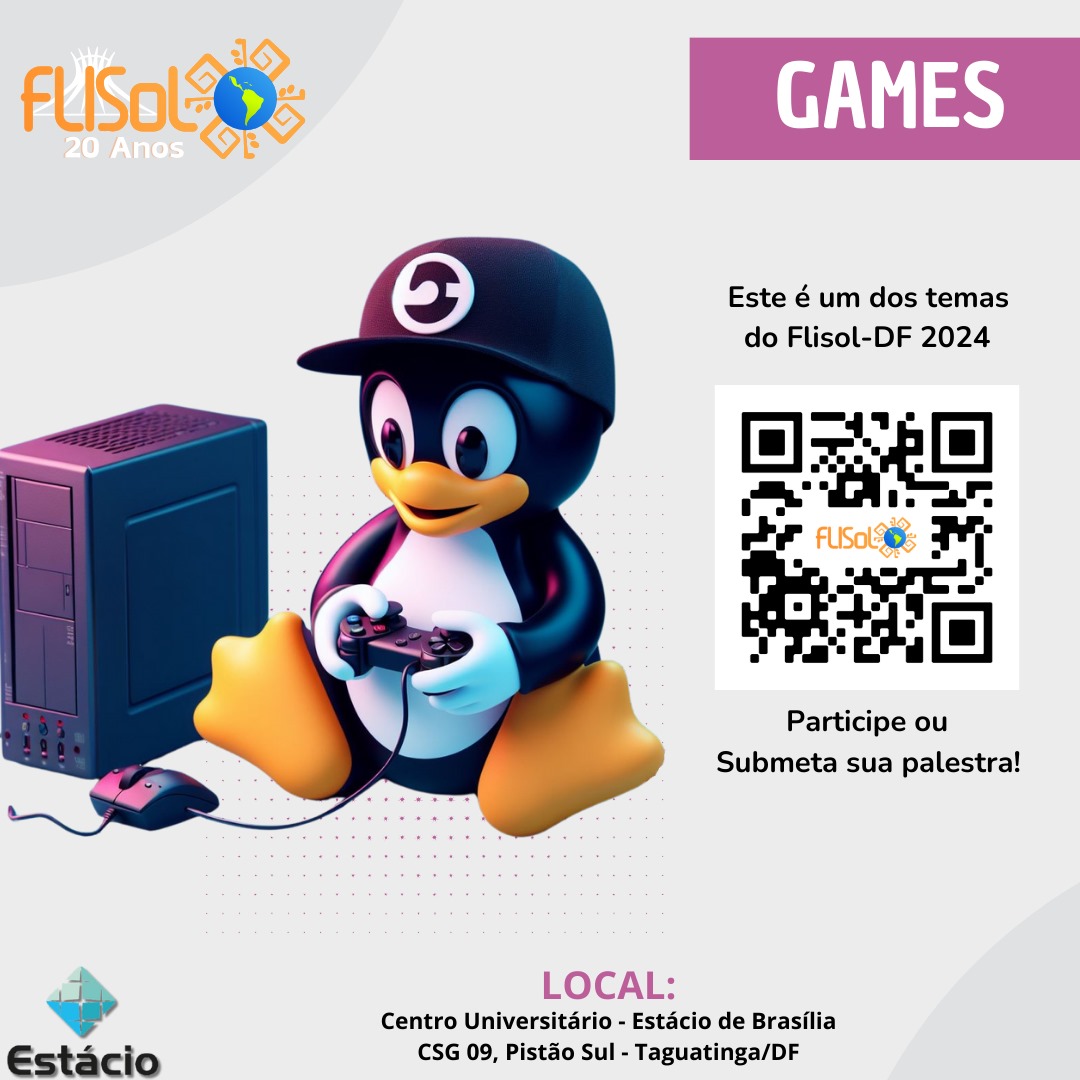 FLISol
20 Anos
GAMES
Este é um dos temas
do Flisol-DF 2024
FLISol
Participe ou
Submeta sua palestra!
LOCAL:
Centro Universitário - Estácio de Brasília
CSG 09, Pistão Sul - Taguatinga/DF
Estácio